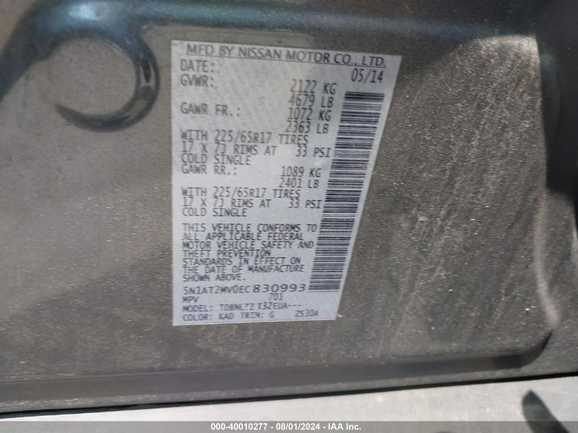 MFD BY NISSAN MOTOR CO., LTD.
DATE: 05/14
GVWR: 2122 KG
4679 LB
GAWR FR.: 1072 KG
2363 LB
WITH 225/65R17 TIRES
17 X 7J RIMS AT 33 PSI
COLD SINGLE
GAWR RR.: 1089 KG
2401 LB
WITH 225/65R17 TIRES
17 X 7J RIMS AT 33 PSI
COLD SINGLE
THIS VEHICLE CONFORMS TO
ALL APPLICABLE FEDERAL
MOTOR VEHICLE SAFETY AND
THEFT PREVENTION
STANDARDS IN EFFECT ON
THE DATE OF MANUFACTURE
SHOWN ABOVE.
5N1AT2MV0EC830993
MPV 701
MODEL:
COLOR: KAD TRIM: G 2530A
000-40010277 - 08/01/2024 - IAA Inc.